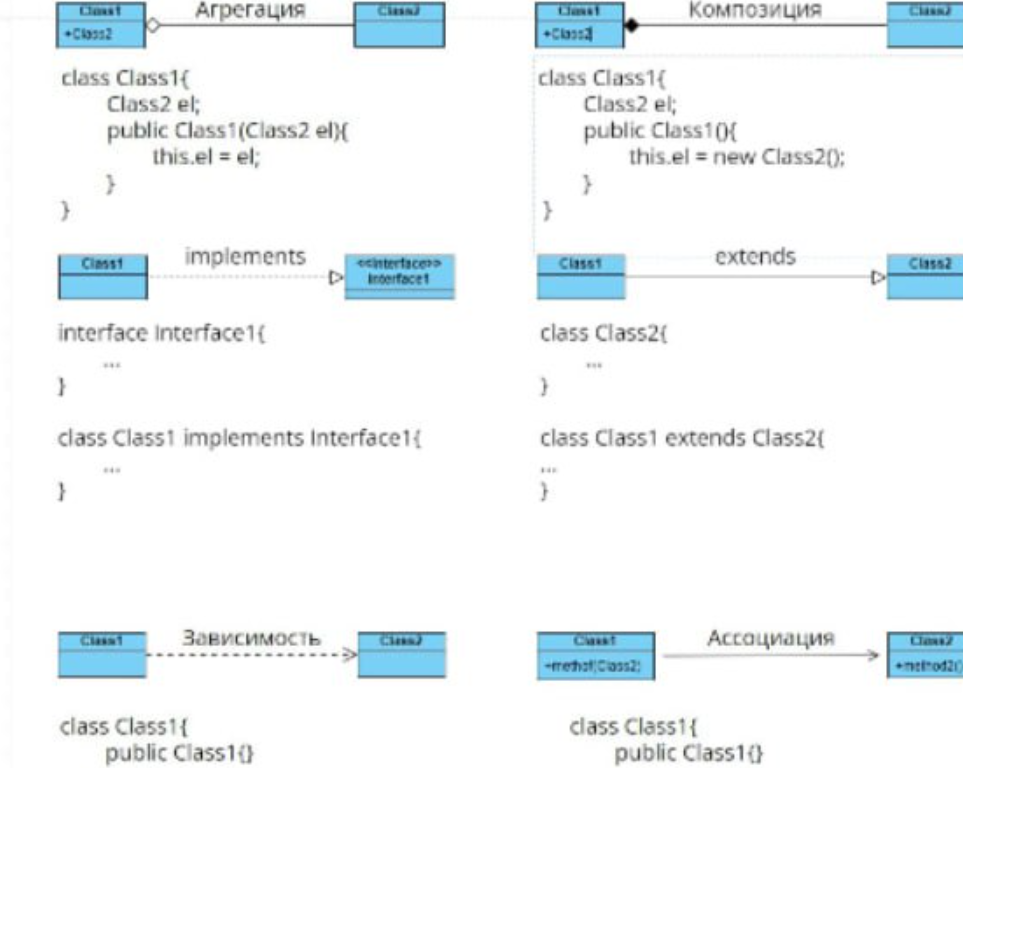 Class1
+Class2
Агрегация
Class2
class Class1{
Class2 el;
public Class1(Class2 el){
this.el = el;
}
}
Class1
+Class2
Композиция
Class2
class Class1{
Class2 el;
public Class1(){
this.el = new Class2();
}
}
Class1
implements
<<Interface>>
Interface1
interface Interface1{
...
}
class Class1 implements Interface1{
...
}
Class1
extends
Class2
class Class2{
...
}
class Class1 extends Class2{
...
}
Class1
Зависимость
Class2
class Class1{
public Class1{}
Class1
Ассоциация
Class2
+method2()
class Class1{
public Class1{}